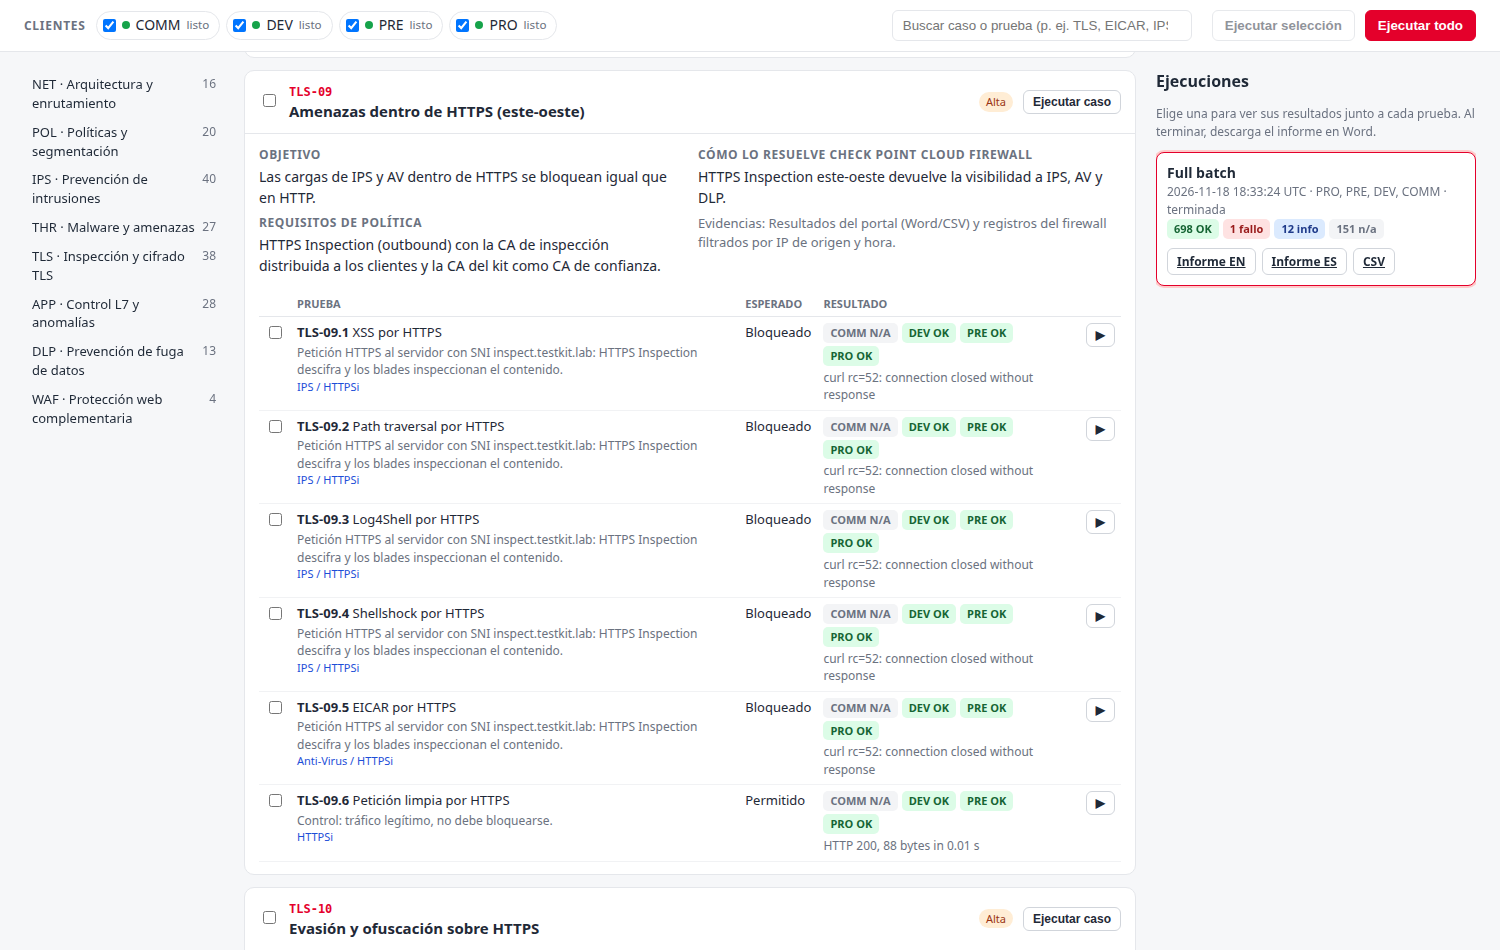 CLIENTES
COMM listo
DEV listo
PRE listo
PRO listo
Buscar caso o prueba (p. ej. TLS, EICAR, IPS
Ejecutar selección
Ejecutar todo
NET · Arquitectura y enrutamiento 16
POL · Políticas y segmentación 20
IPS · Prevención de intrusiones 40
THR · Malware y amenazas 27
TLS · Inspección y cifrado TLS 38
APP · Control L7 y anomalías 28
DLP · Prevención de fuga de datos 13
WAF · Protección web complementaria 4
TLS-09
Amenazas dentro de HTTPS (este-oeste)
Alta
Ejecutar caso
OBJETIVO
Las cargas de IPS y AV dentro de HTTPS se bloquean igual que
en HTTP.
REQUISITOS DE POLÍTICA
HTTPS Inspection (outbound) con la CA de inspección
distribuida a los clientes y la CA del kit como CA de confianza.
CÓMO LO RESUELVE CHECK POINT CLOUD FIREWALL
HTTPS Inspection este-oeste devuelve la visibilidad a IPS, AV y
DLP.
Evidencias: Resultados del portal (Word/CSV) y registros del firewall
filtrados por IP de origen y hora.
PRUEBA ESPERADO RESULTADO
TLS-09.1 XSS por HTTPS
Petición HTTPS al servidor con SNI inspect.testkit.lab: HTTPS Inspection
descifra y los blades inspeccionan el contenido.
IPS / HTTPSi
Bloqueado
COMM N/A DEV OK PRE OK
PRO OK
curl rc=52: connection closed without
response
▶
TLS-09.2 Path traversal por HTTPS
Petición HTTPS al servidor con SNI inspect.testkit.lab: HTTPS Inspection
descifra y los blades inspeccionan el contenido.
IPS / HTTPSi
Bloqueado
COMM N/A DEV OK PRE OK
PRO OK
curl rc=52: connection closed without
response
▶
TLS-09.3 Log4Shell por HTTPS
Petición HTTPS al servidor con SNI inspect.testkit.lab: HTTPS Inspection
descifra y los blades inspeccionan el contenido.
IPS / HTTPSi
Bloqueado
COMM N/A DEV OK PRE OK
PRO OK
curl rc=52: connection closed without
response
▶
TLS-09.4 Shellshock por HTTPS
Petición HTTPS al servidor con SNI inspect.testkit.lab: HTTPS Inspection
descifra y los blades inspeccionan el contenido.
IPS / HTTPSi
Bloqueado
COMM N/A DEV OK PRE OK
PRO OK
curl rc=52: connection closed without
response
▶
TLS-09.5 EICAR por HTTPS
Petición HTTPS al servidor con SNI inspect.testkit.lab: HTTPS Inspection
descifra y los blades inspeccionan el contenido.
Anti-Virus / HTTPSi
Bloqueado
COMM N/A DEV OK PRE OK
PRO OK
curl rc=52: connection closed without
response
▶
TLS-09.6 Petición limpia por HTTPS
Control: tráfico legítimo, no debe bloquearse.
HTTPSi
Permitido
COMM N/A DEV OK PRE OK
PRO OK
HTTP 200, 88 bytes in 0.01 s
▶
TLS-10
Evasión y ofuscación sobre HTTPS
Alta
Ejecutar caso
Ejecuciones
Elige una para ver sus resultados junto a cada prueba. Al
terminar, descarga el informe en Word.
Full batch
2026-11-18 18:33:24 UTC · PRO, PRE, DEV, COMM ·
terminada
698 OK 1 fallo 12 info 151 n/a
Informe EN Informe ES CSV